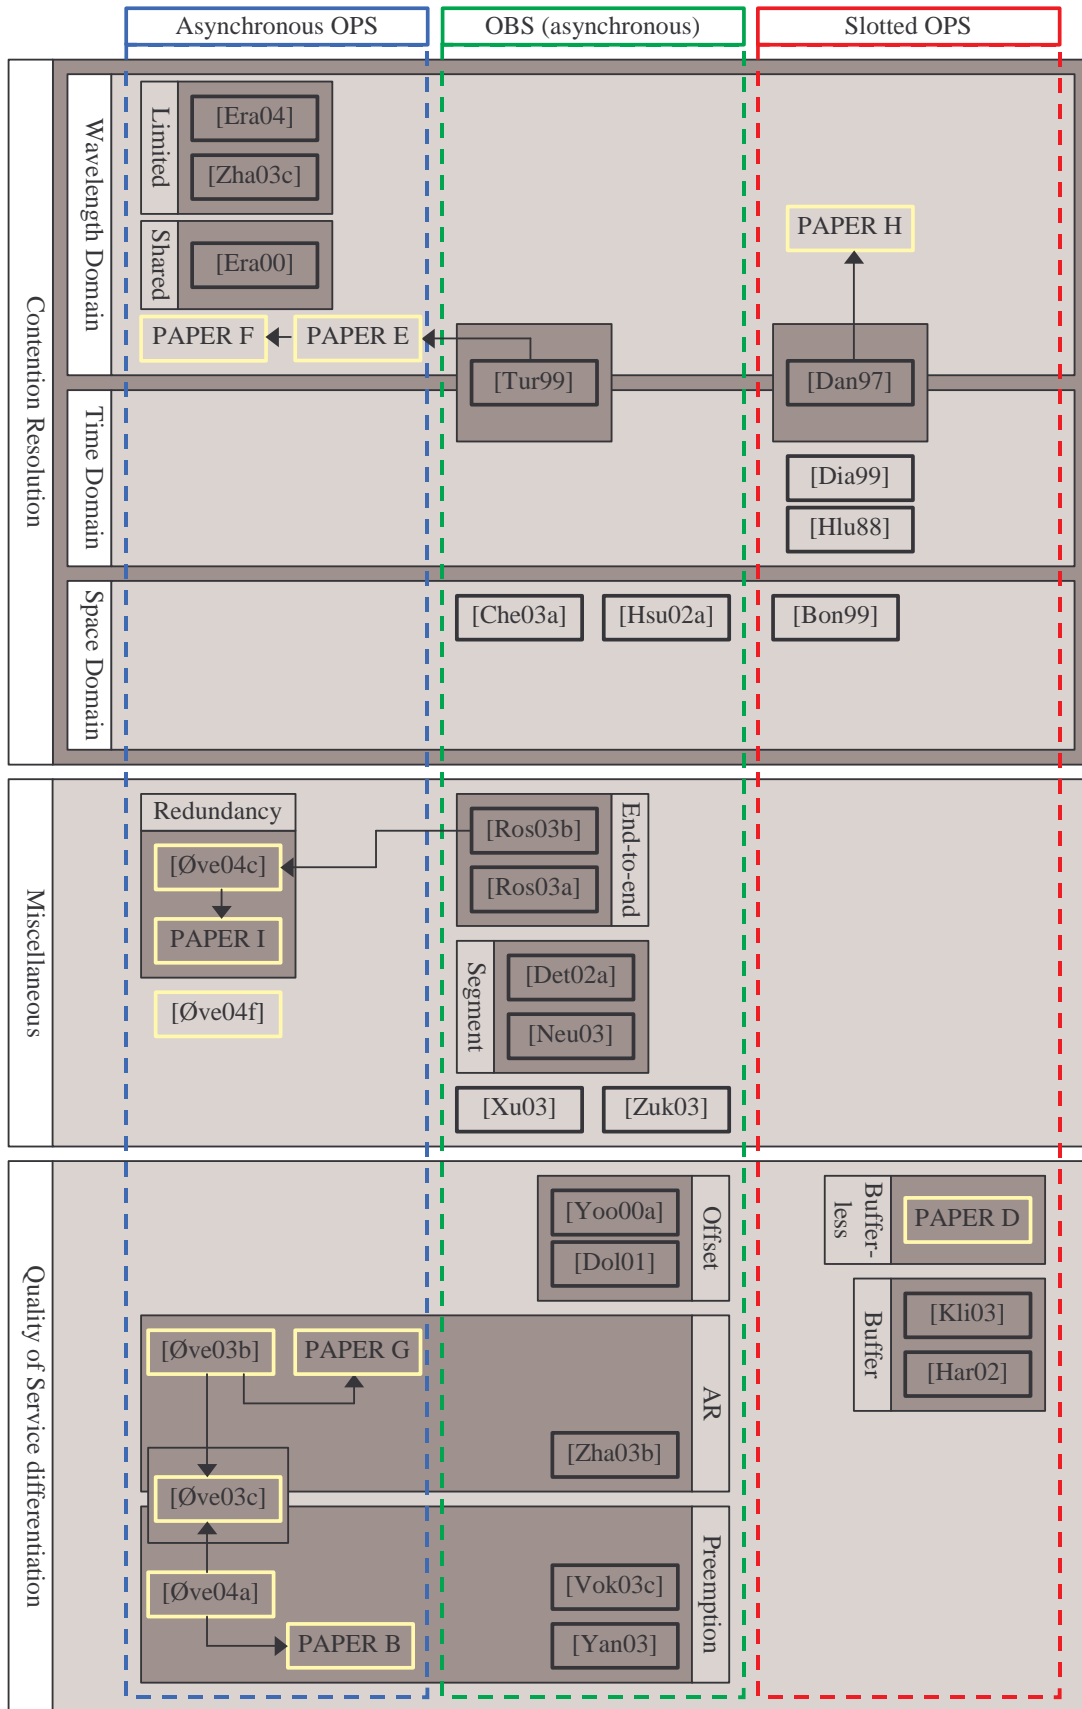 Asynchronous OPS
OBS (asynchronous)
Slotted OPS
Contention Resolution
Wavelength Domain
Limited
[Era04]
[Zha03c]
Shared
[Era00]
PAPER F
PAPER E
[Tur99]
PAPER H
[Dan97]
Time Domain
[Dia99]
[Hlu88]
Space Domain
[Che03a]
[Hsu02a]
[Bon99]
Miscellaneous
Redundancy
[Øve04c]
PAPER I
[Øve04f]
[Ros03b]
[Ros03a]
End-to-end
Segment
[Det02a]
[Neu03]
[Xu03]
[Zuk03]
Quality of Service differentiation
[Yoo00a]
[Dol01]
Offset
Buffer-
less
PAPER D
Buffer
[Kli03]
[Har02]
[Øve03b]
PAPER G
AR
[Zha03b]
[Øve03c]
[Øve04a]
PAPER B
Preemption
[Vok03c]
[Yan03]